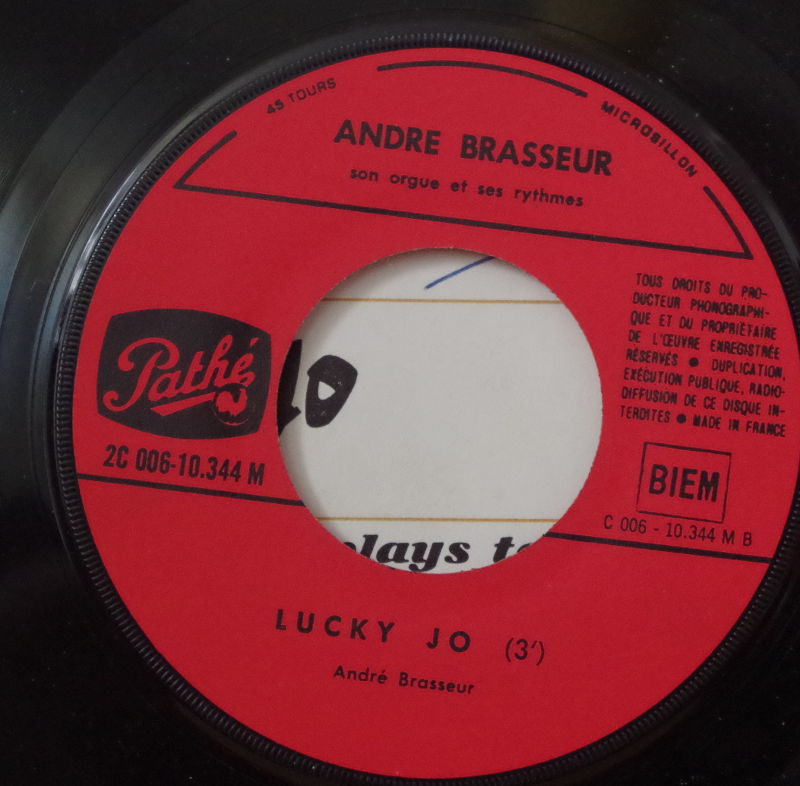 45 TOURS
MICROSILLON
ANDRE BRASSEUR
son orgue et ses rythmes
TOUS DROITS DU PRO-
DUCTEUR PHONOGRAPHI-
QUE ET DU PROPRIÉTAIRE
DE L'ŒUVRE ENREGISTRÉE
RÉSERVÉS ● DUPLICATION,
EXÉCUTION PUBLIQUE, RADIO-
DIFFUSION DE CE DISQUE IN-
TERDITES ● MADE IN FRANCE
Pathé
2C 006-10.344 M
BIEM
C 006 - 10.344 M B
plays
LUCKY JO (3')
André Brasseur